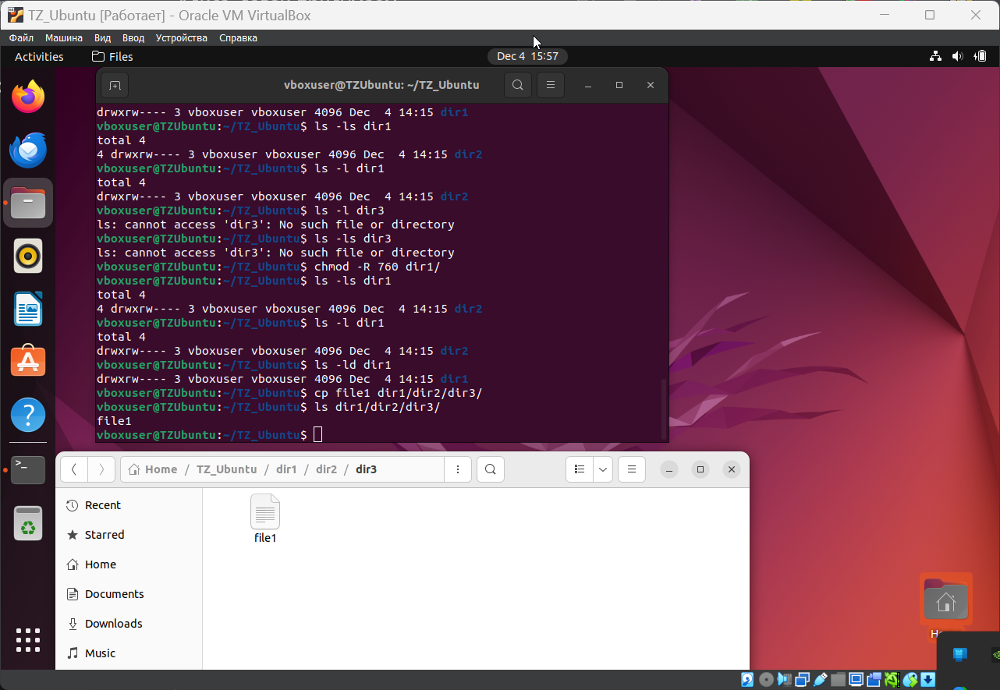 TZ_Ubuntu [Работает] - Oracle VM VirtualBox
Файл Машина Вид Ввод Устройства Справка
Activities Files Dec 4 15:57
vboxuser@TZUbuntu: ~/TZ_Ubuntu
drwxrw---- 3 vboxuser vboxuser 4096 Dec  4 14:15 dir1
vboxuser@TZUbuntu:~/TZ_Ubuntu$ ls -ls dir1
total 4
4 drwxrw---- 3 vboxuser vboxuser 4096 Dec  4 14:15 dir2
vboxuser@TZUbuntu:~/TZ_Ubuntu$ ls -l dir1
total 4
drwxrw---- 3 vboxuser vboxuser 4096 Dec  4 14:15 dir2
vboxuser@TZUbuntu:~/TZ_Ubuntu$ ls -l dir3
ls: cannot access 'dir3': No such file or directory
vboxuser@TZUbuntu:~/TZ_Ubuntu$ ls -ls dir3
ls: cannot access 'dir3': No such file or directory
vboxuser@TZUbuntu:~/TZ_Ubuntu$ chmod -R 760 dir1/
vboxuser@TZUbuntu:~/TZ_Ubuntu$ ls -ls dir1
total 4
4 drwxrw---- 3 vboxuser vboxuser 4096 Dec  4 14:15 dir2
vboxuser@TZUbuntu:~/TZ_Ubuntu$ ls -l dir1
total 4
drwxrw---- 3 vboxuser vboxuser 4096 Dec  4 14:15 dir2
vboxuser@TZUbuntu:~/TZ_Ubuntu$ ls -ld dir1
drwxrw---- 3 vboxuser vboxuser 4096 Dec  4 14:15 dir1
vboxuser@TZUbuntu:~/TZ_Ubuntu$ cp file1 dir1/dir2/dir3/
vboxuser@TZUbuntu:~/TZ_Ubuntu$ ls dir1/dir2/dir3/
file1
vboxuser@TZUbuntu:~/TZ_Ubuntu$
Home / TZ_Ubuntu / dir1 / dir2 / dir3
Recent
Starred
Home
Documents
Downloads
Music
file1